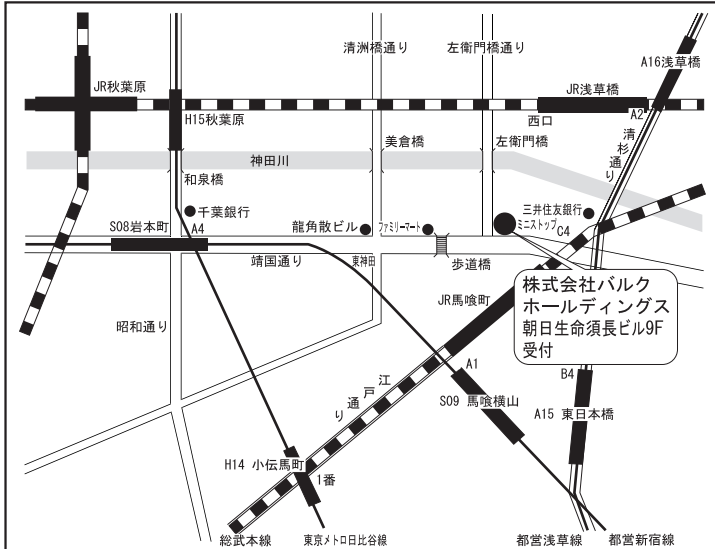 清洲橋通り
左衛門橋通り
A16浅草橋
JR秋葉原
JR浅草橋
H15秋葉原
西口
A2
清杉通り
美倉橋
左衛門橋
神田川
和泉橋
千葉銀行
三井住友銀行
S08岩本町
A4
龍角散ビル
ファミリーマート
ミニストップ
C4
靖国通り
東神田
歩道橋
株式会社バルク
ホールディングス
朝日生命須長ビル9F
受付
JR馬喰町
昭和通り
A1
江戸通り
B4
S09 馬喰横山
A15 東日本橋
H14 小伝馬町
1番
総武本線
東京メトロ日比谷線
都営浅草線
都営新宿線